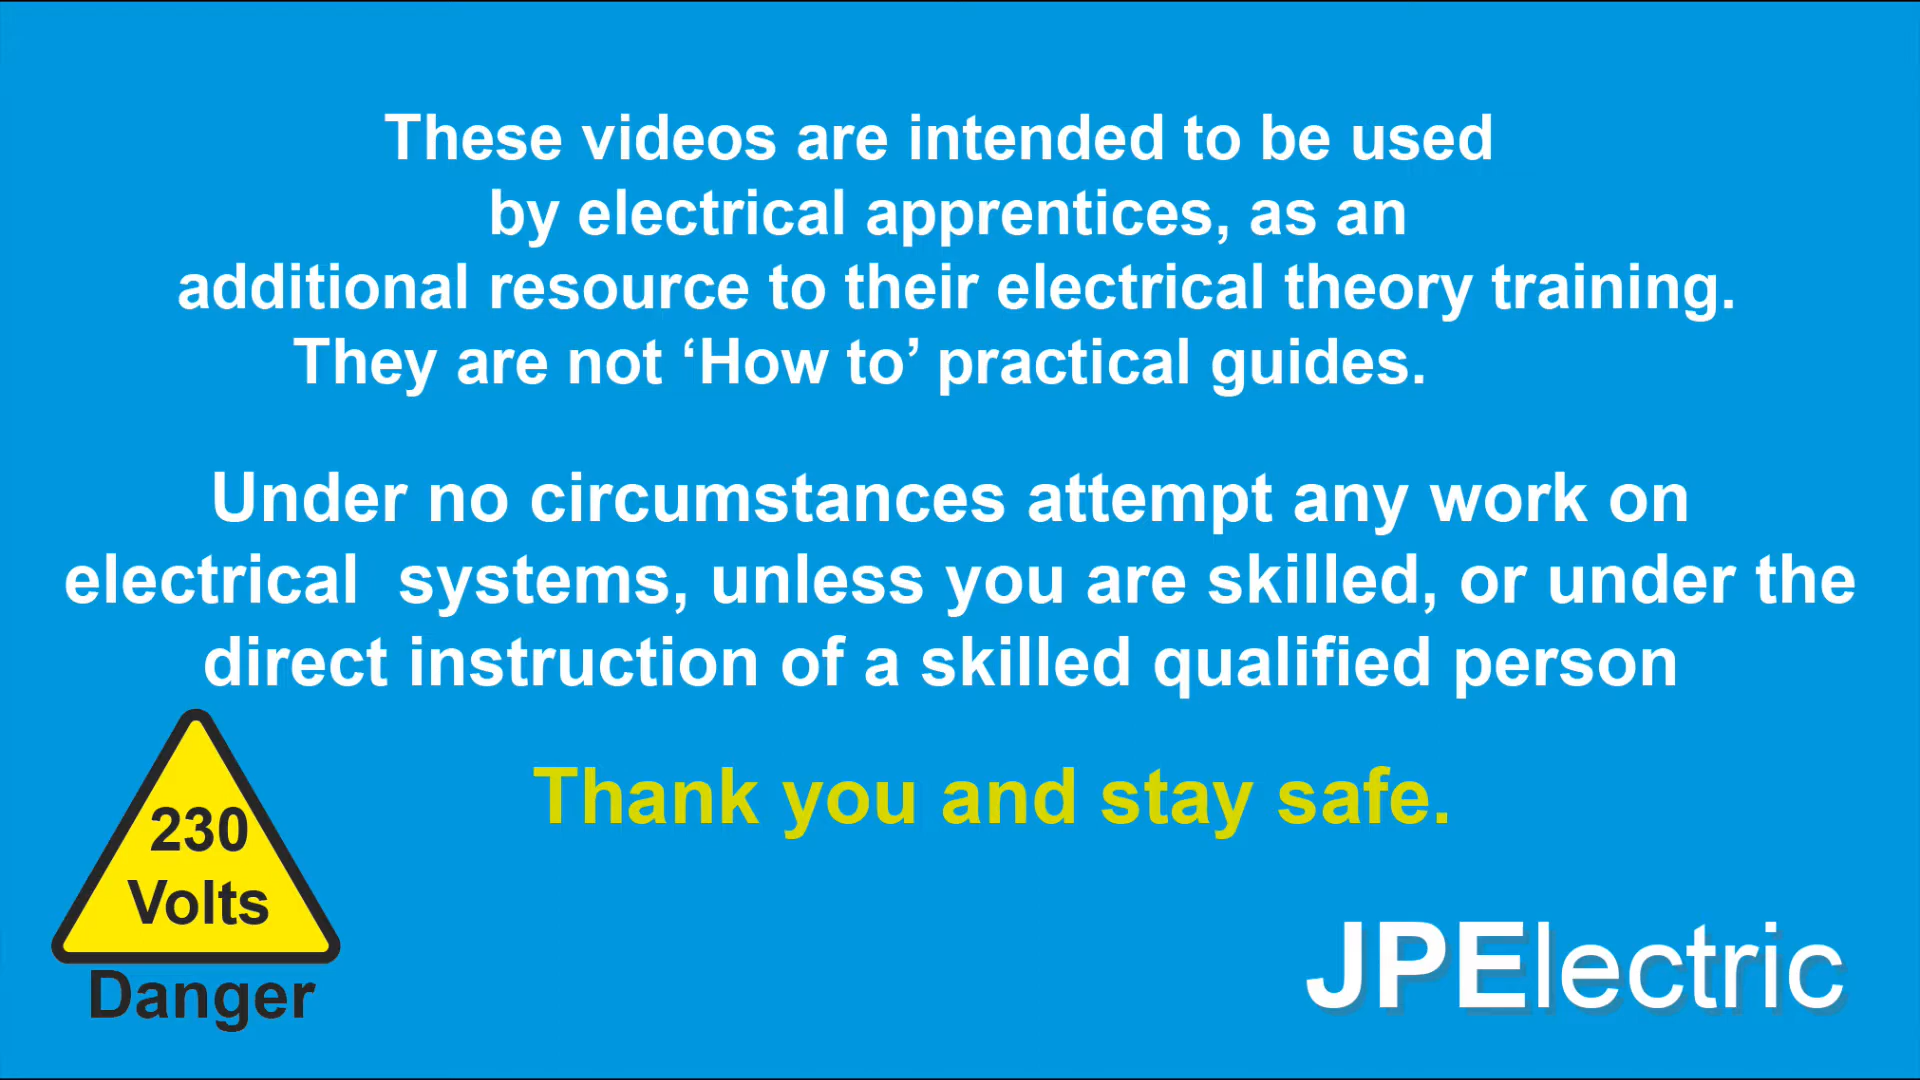 These videos are intended to be used
by electrical apprentices, as an
additional resource to their electrical theory training.
They are not ‘How to’ practical guides.
Under no circumstances attempt any work on
electrical  systems, unless you are skilled, or under the
direct instruction of a skilled qualified person
Thank you and stay safe.
230
Volts
Danger
JPElectric